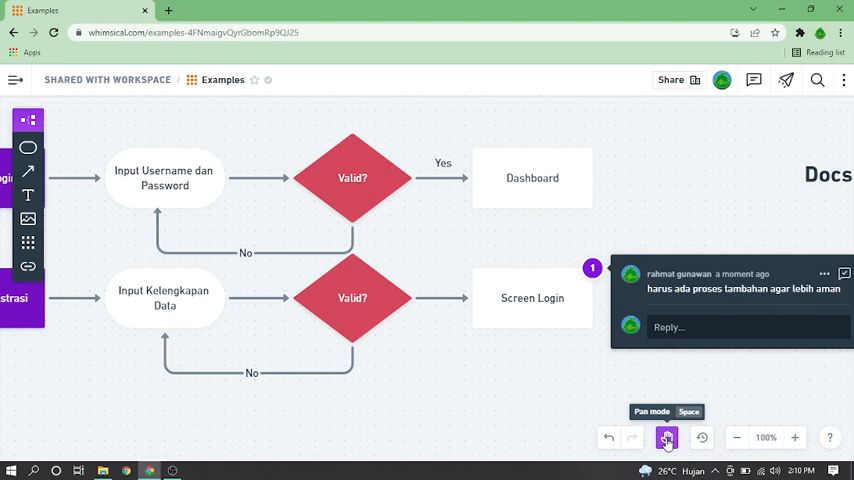 Examples
whimsical.com/examples-4FNmaigvQyrGbomRp9QJ25
Apps
Reading list
SHARED WITH WORKSPACE / Examples
Share
Input Username dan
Password
Valid?
Yes
Dashboard
Docs
No
1
rahmat gunawan a moment ago
harus ada proses tambahan agar lebih aman
Reply...
strasi
Input Kelengkapan
Data
Valid?
Screen Login
No
Pan mode Space
100%
?
26°C Hujan
2:10 PM